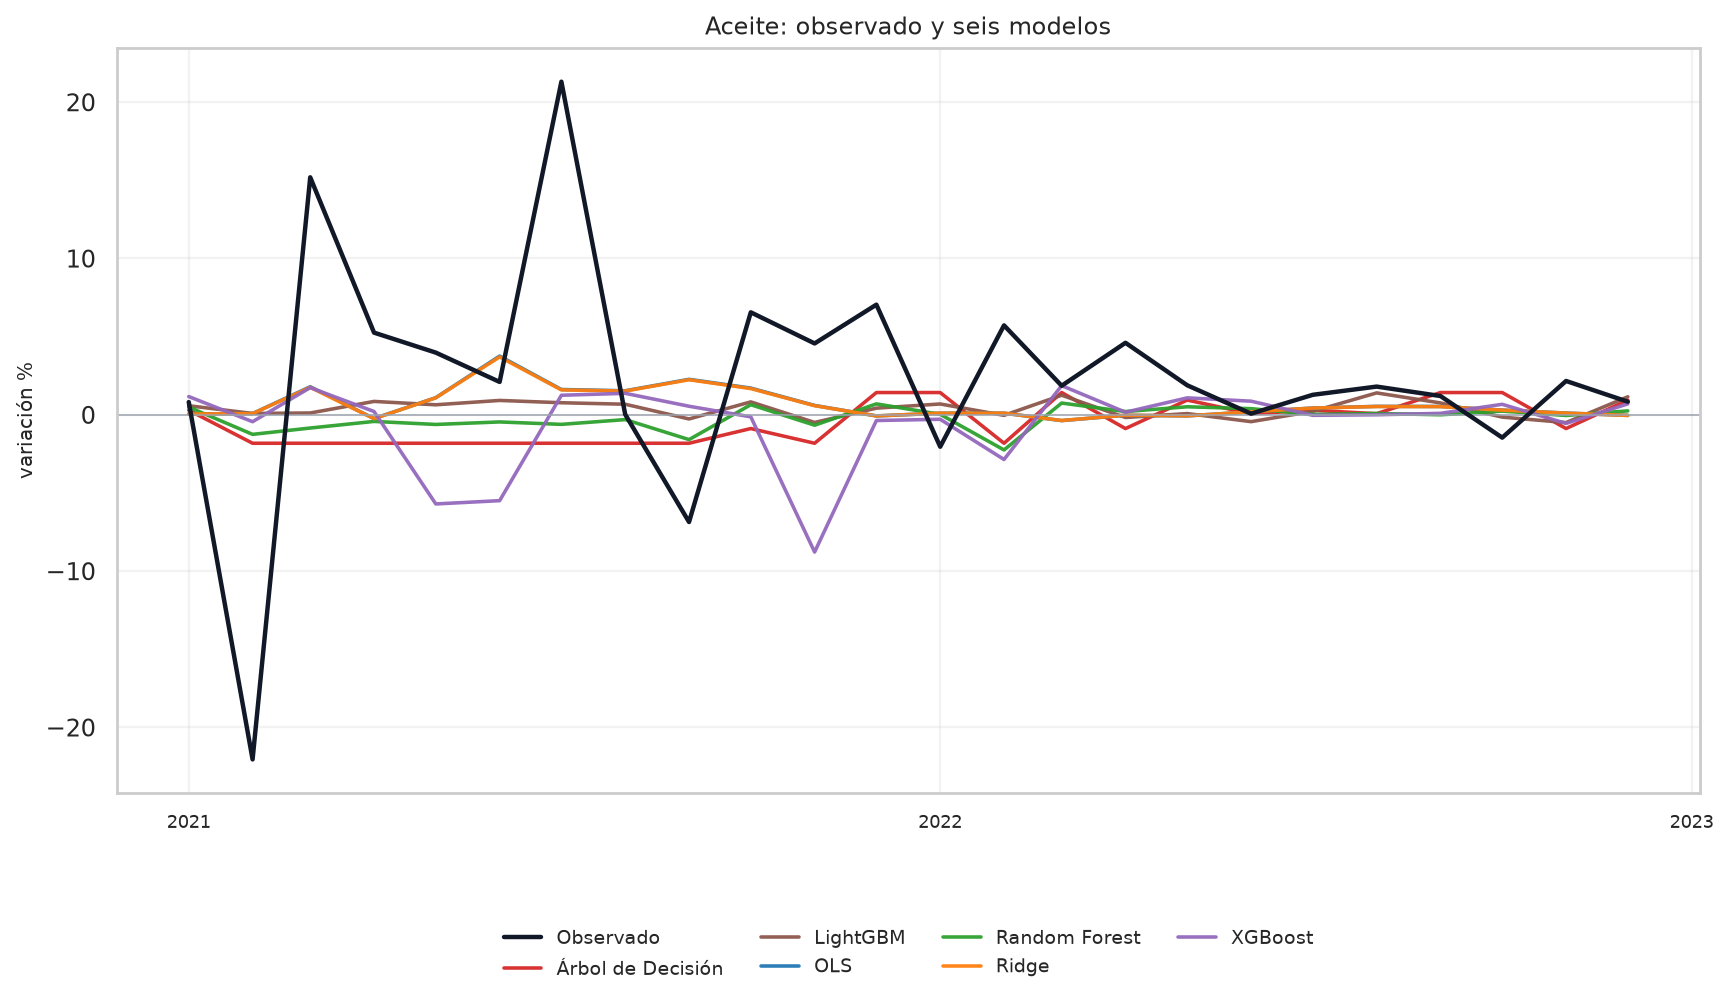 Aceite: observado y seis modelos
variación %
20
10
0
−10
−20
2021
2022
2023
Observado
LightGBM
Random Forest
XGBoost
Árbol de Decisión
OLS
Ridge